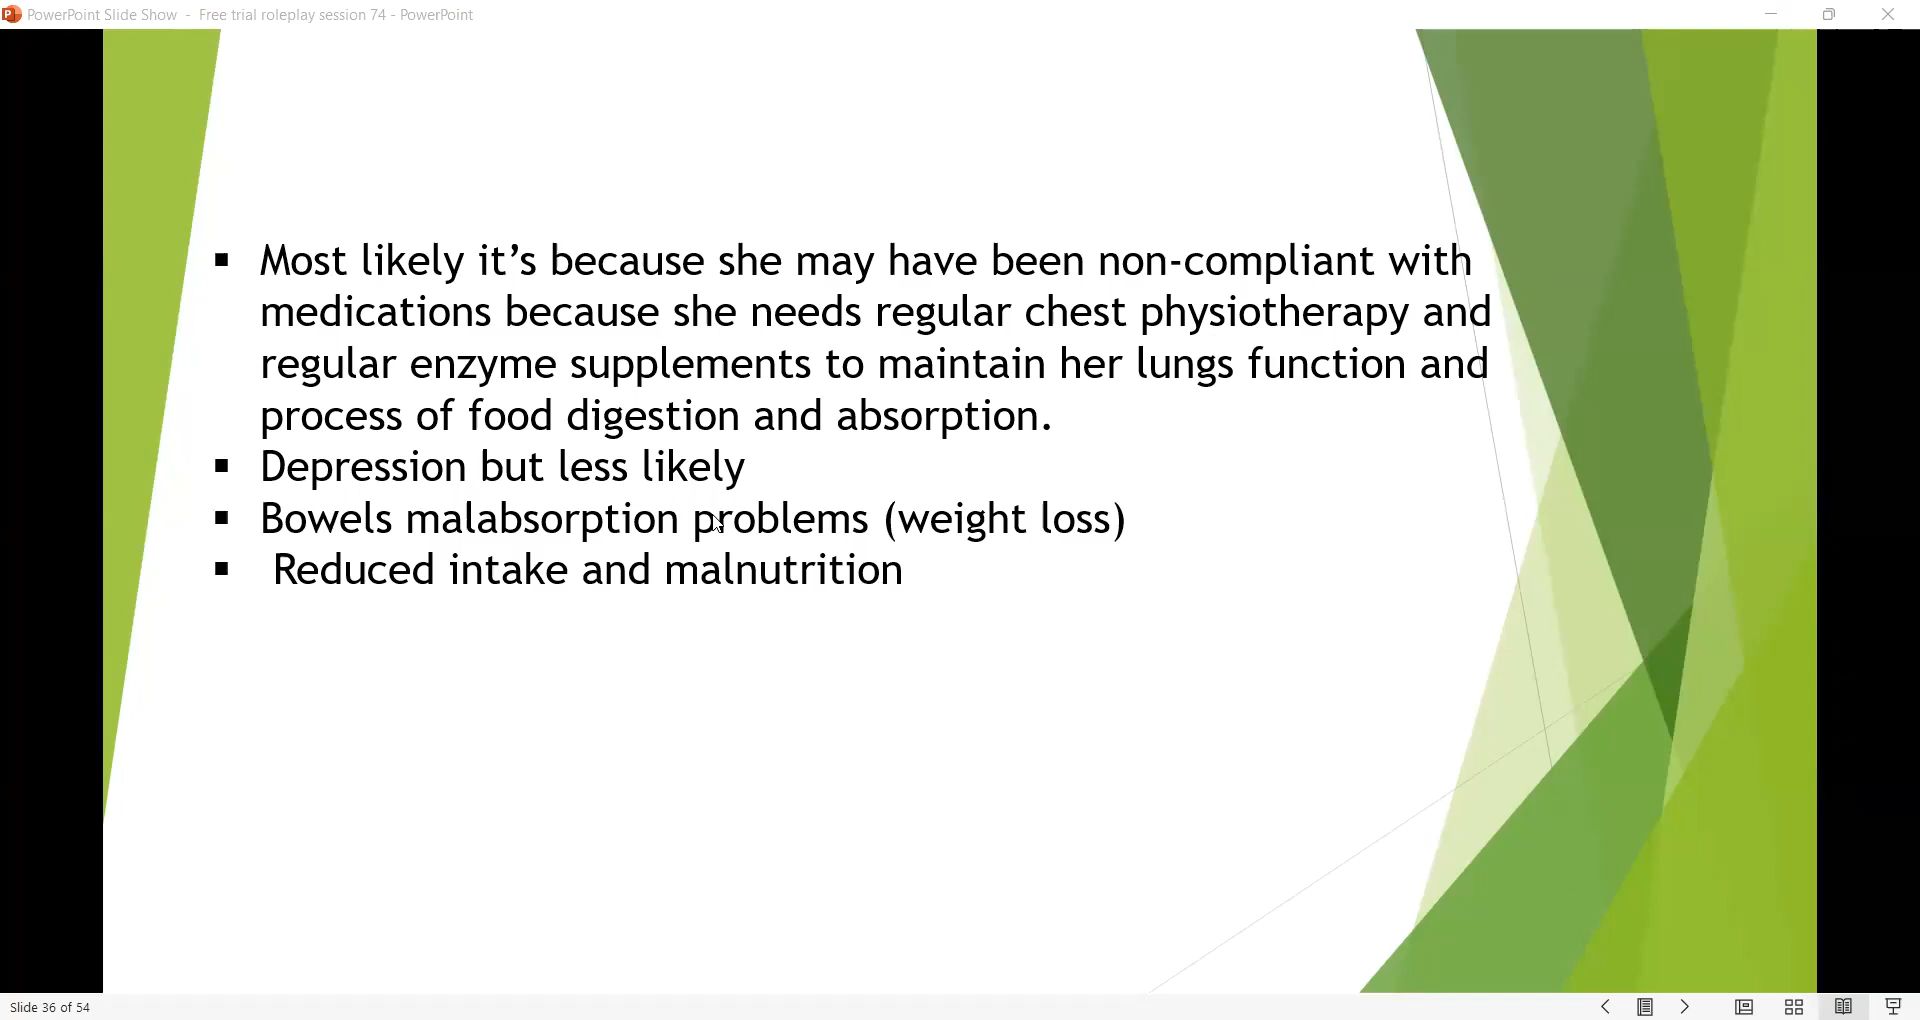 PowerPoint Slide Show - Free trial roleplay session 74 - PowerPoint
▪ Most likely it’s because she may have been non-compliant with
medications because she needs regular chest physiotherapy and
regular enzyme supplements to maintain her lungs function and
process of food digestion and absorption.
▪ Depression but less likely
▪ Bowels malabsorption problems (weight loss)
▪ Reduced intake and malnutrition
Slide 36 of 54